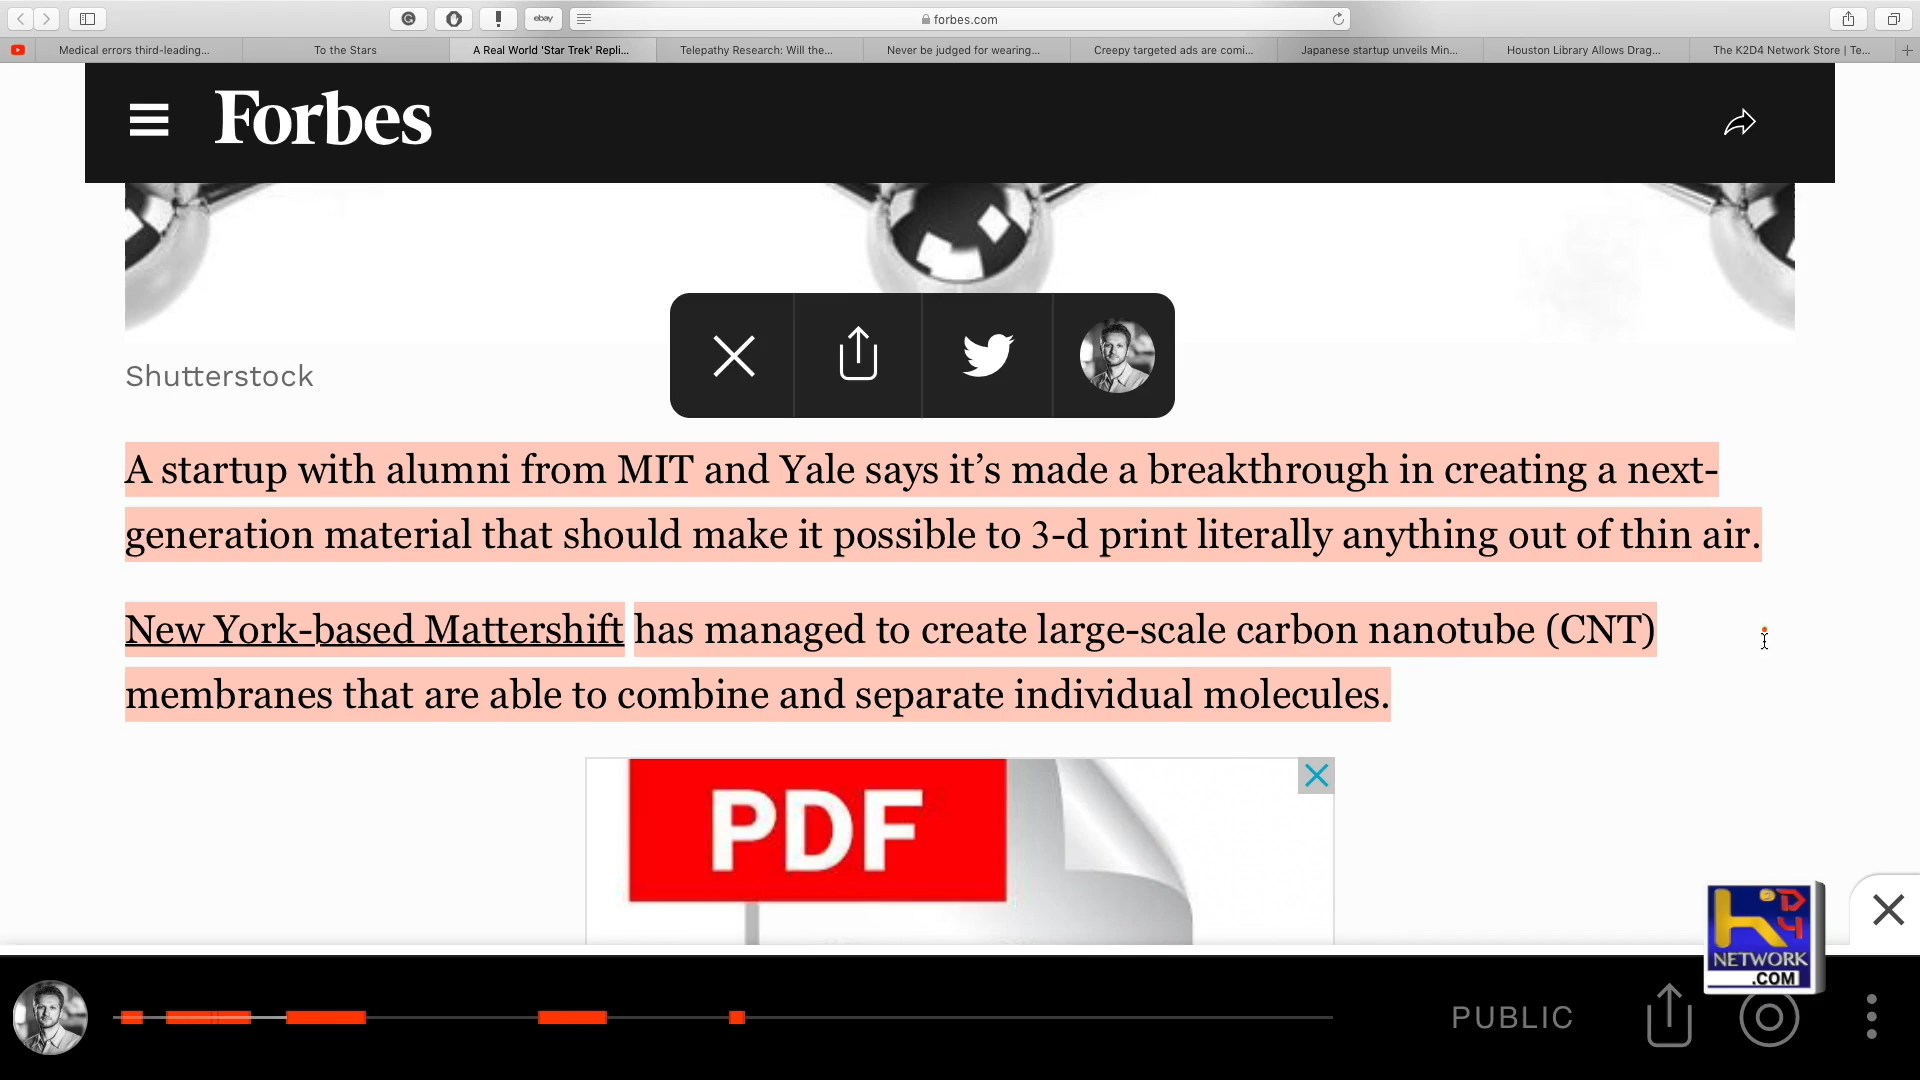 ebay
forbes.com
Medical errors third-leading...
To the Stars
A Real World 'Star Trek' Repli...
Telepathy Research: Will the...
Never be judged for wearing...
Creepy targeted ads are comi...
Japanese startup unveils Min...
Houston Library Allows Drag...
The K2D4 Network Store | Te...
Forbes
Shutterstock
A startup with alumni from MIT and Yale says it’s made a breakthrough in creating a next-
generation material that should make it possible to 3-d print literally anything out of thin air.
New York-based Mattershift has managed to create large-scale carbon nanotube (CNT)
membranes that are able to combine and separate individual molecules.
PDF
K2D4
NETWORK
.COM
PUBLIC